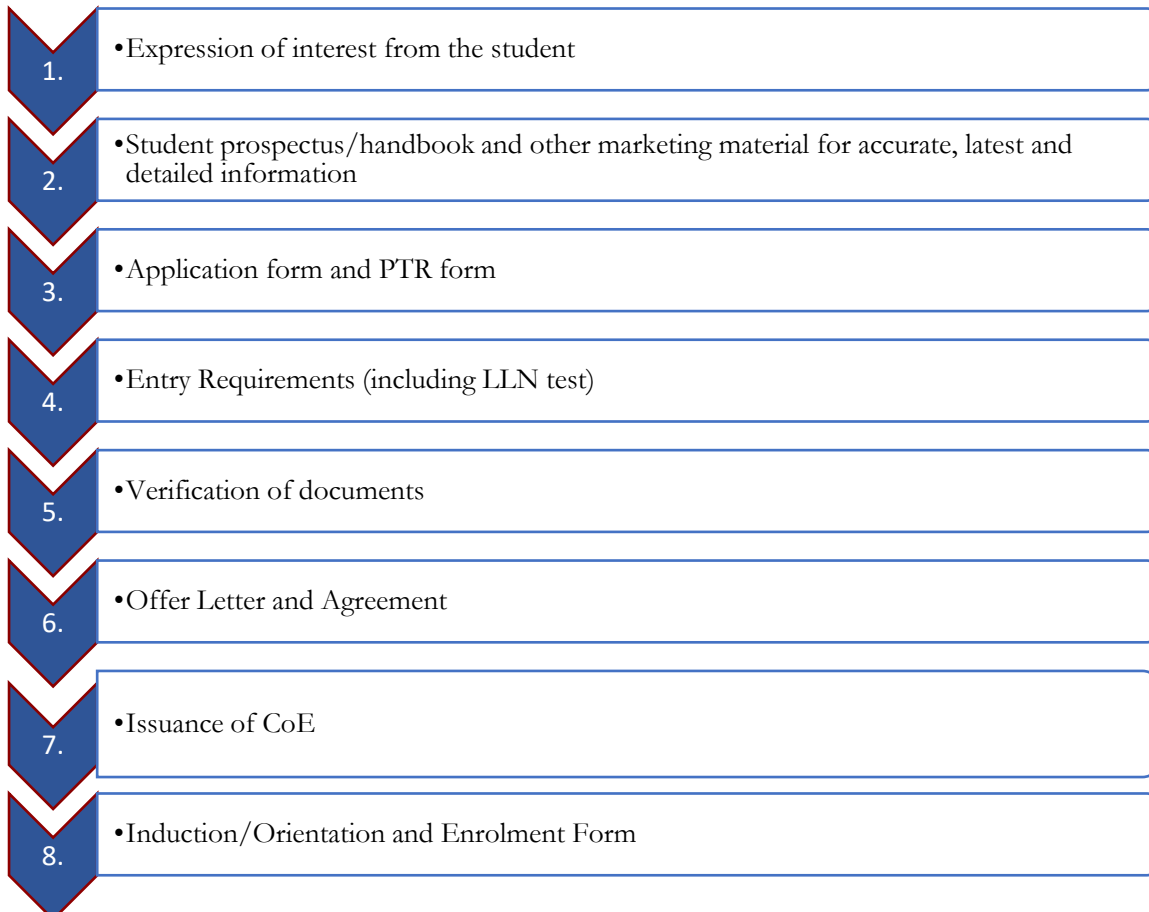 1.
•Expression of interest from the student
2.
•Student prospectus/handbook and other marketing material for accurate, latest and
detailed information
3.
•Application form and PTR form
4.
•Entry Requirements (including LLN test)
5.
•Verification of documents
6.
•Offer Letter and Agreement
7.
•Issuance of CoE
8.
•Induction/Orientation and Enrolment Form